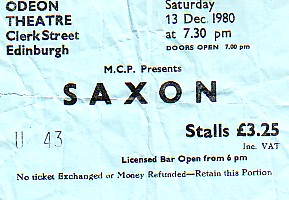 ODEON
THEATRE
Clerk Street
Edinburgh
Saturday
13 Dec. 1980
at 7.30 pm
DOORS OPEN 7.00 pm
M.C.P. Presents
SAXON
U 43
Stalls £3.25
Inc. VAT
Licensed Bar Open from 6 pm
No ticket Exchanged or Money Refunded—Retain this Portion